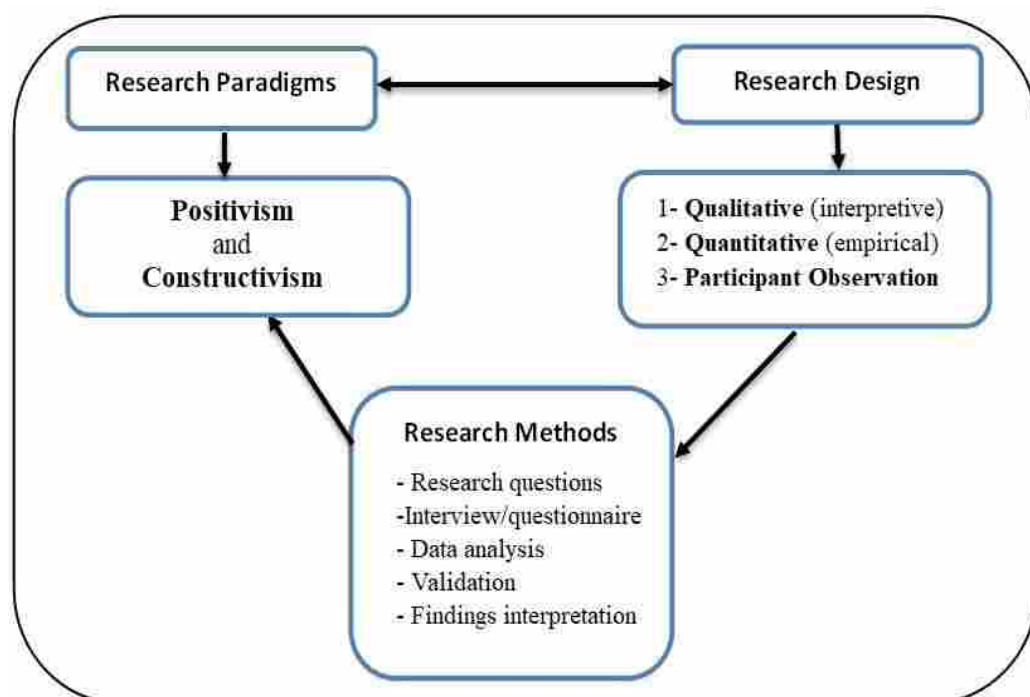 Research Paradigms
Research Design
Positivism
and
Constructivism
1- Qualitative (interpretive)
2- Quantitative (empirical)
3- Participant Observation
Research Methods
- Research questions
-Interview/questionnaire
- Data analysis
- Validation
- Findings interpretation